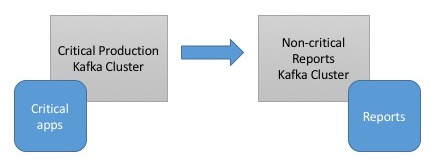 Critical Production
Kafka Cluster
Non-critical
Reports
Kafka Cluster
Critical
apps
Reports